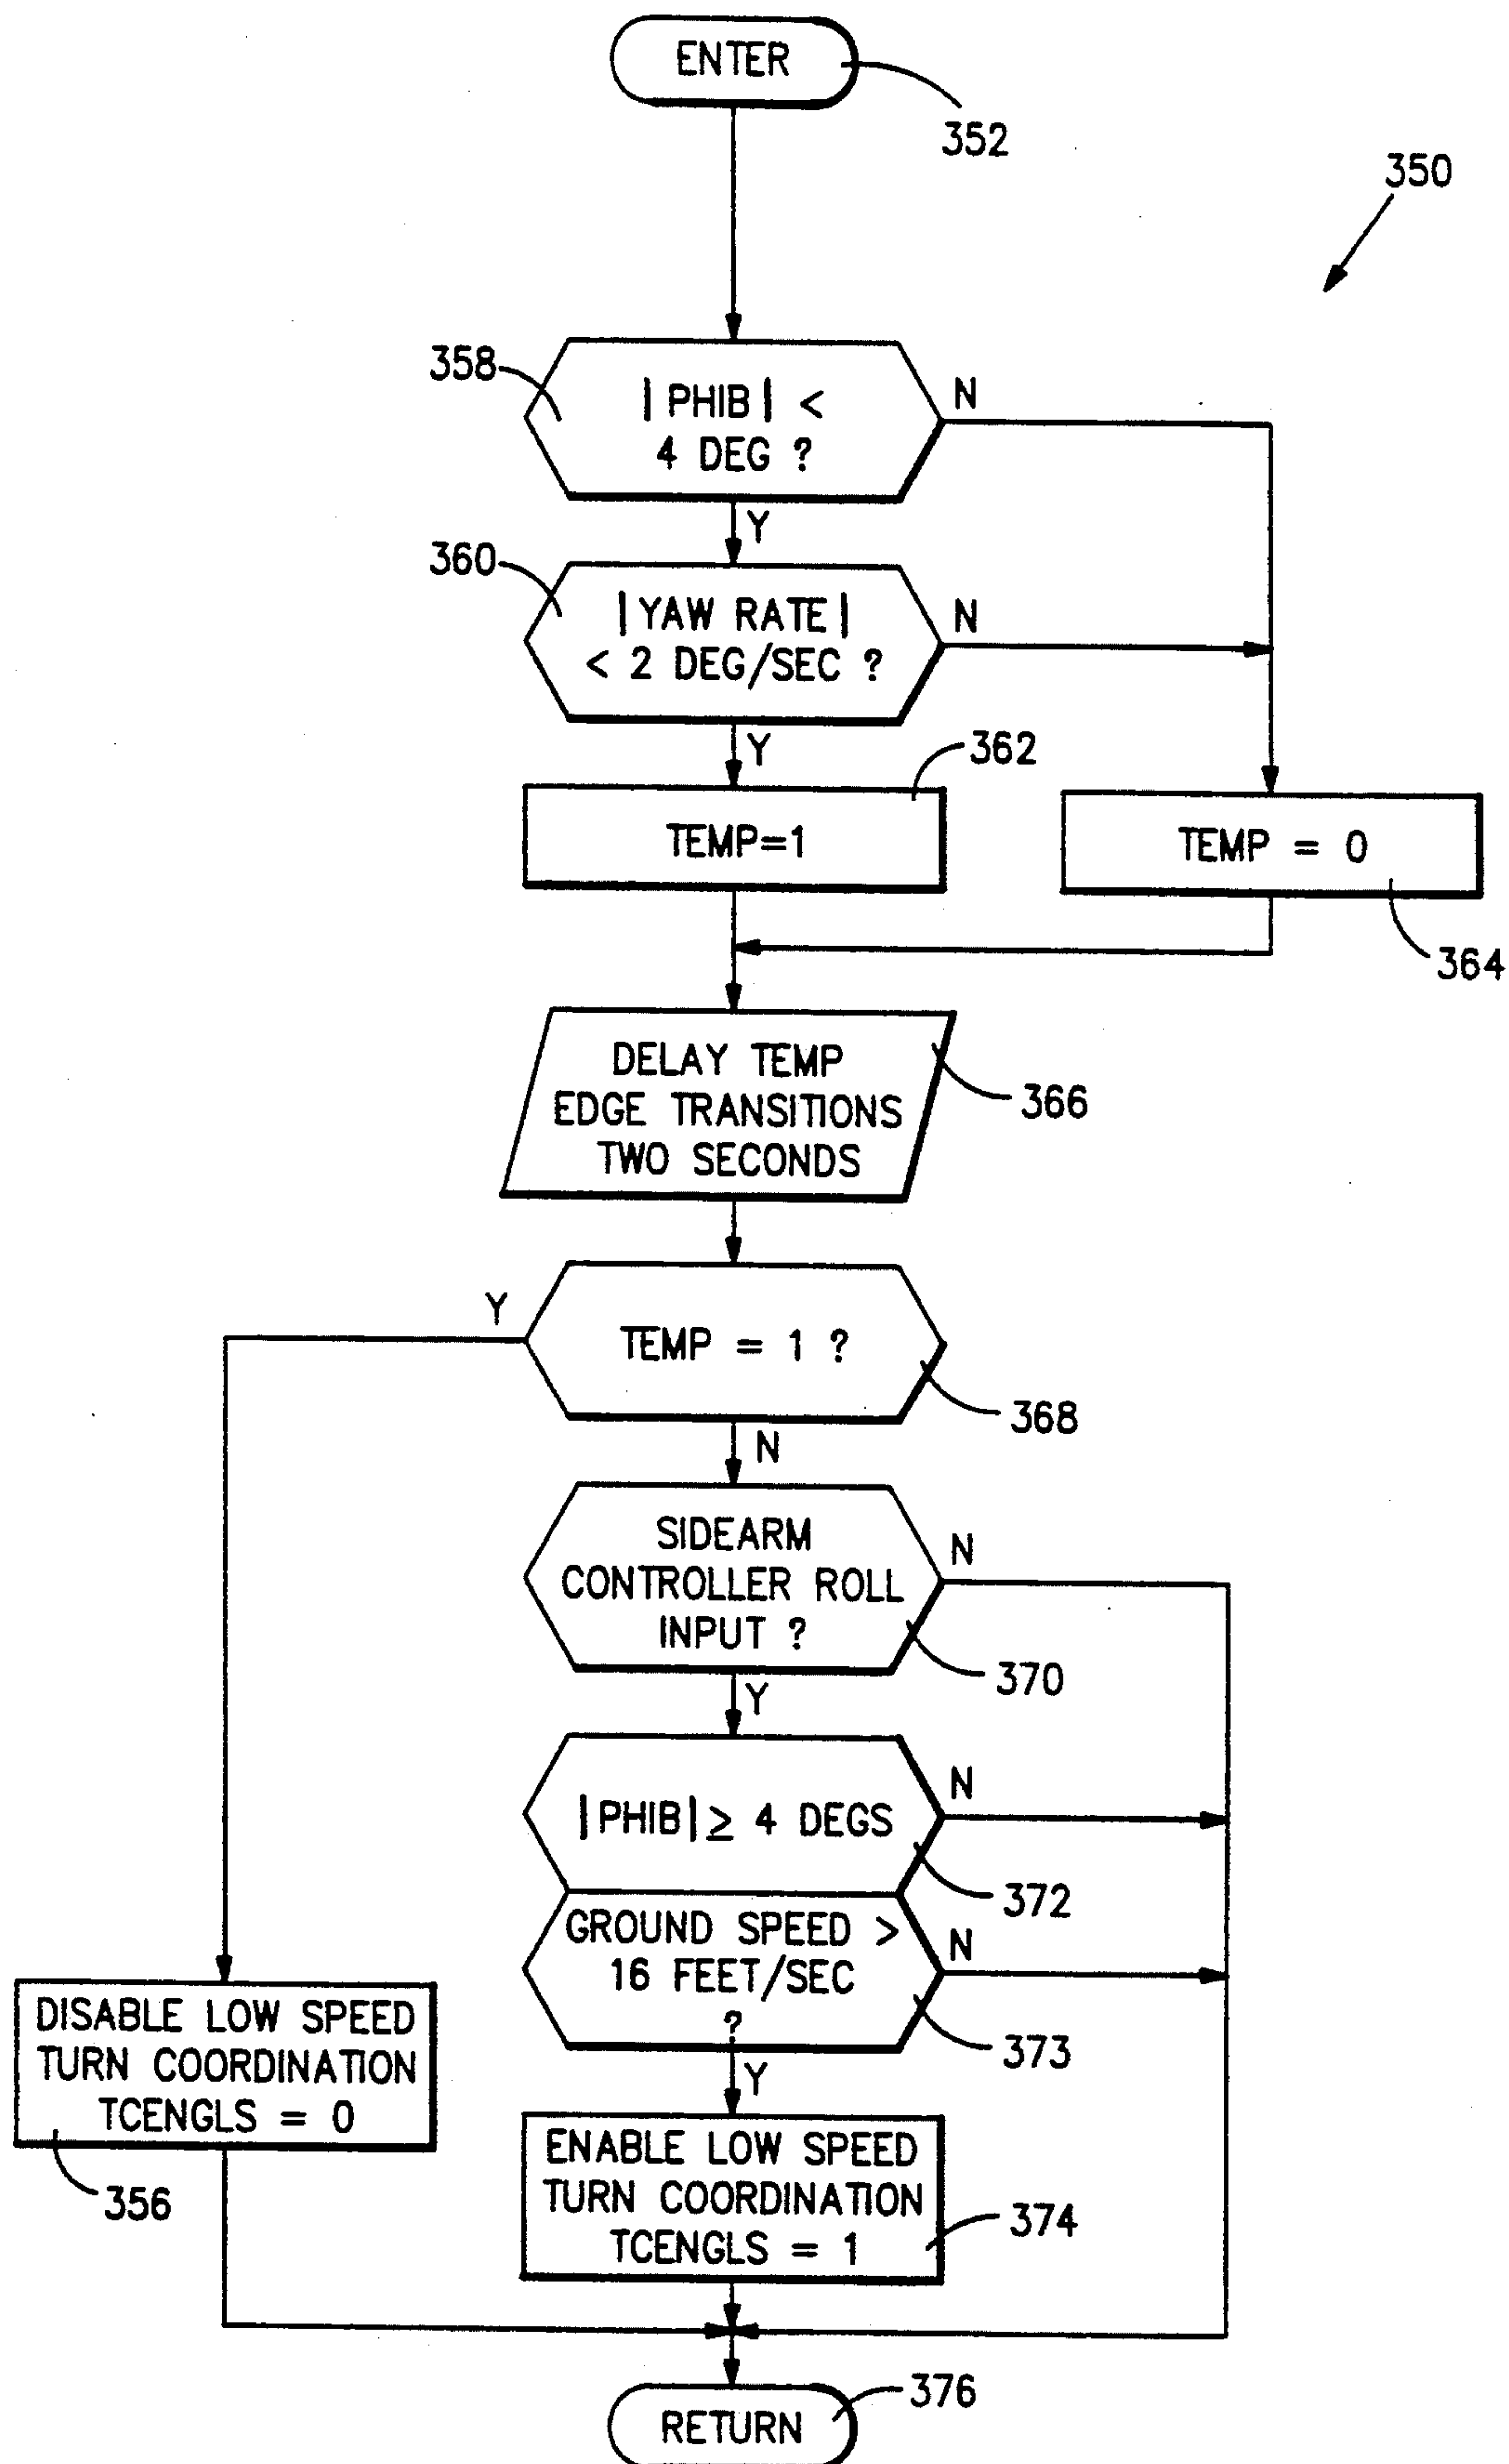 ENTER
352
350
358
|PHIB| <
4 DEG ?
N
Y
360
|YAW RATE|
< 2 DEG/SEC ?
N
Y
362
TEMP=1
TEMP = 0
364
DELAY TEMP
EDGE TRANSITIONS
TWO SECONDS
366
Y
TEMP = 1 ?
368
N
SIDEARM
CONTROLLER ROLL
INPUT ?
N
370
Y
|PHIB| ≥ 4 DEGS
N
372
GROUND SPEED >
16 FEET/SEC
?
N
373
Y
DISABLE LOW SPEED
TURN COORDINATION
TCENGLS = 0
356
ENABLE LOW SPEED
TURN COORDINATION
TCENGLS = 1
374
376
RETURN